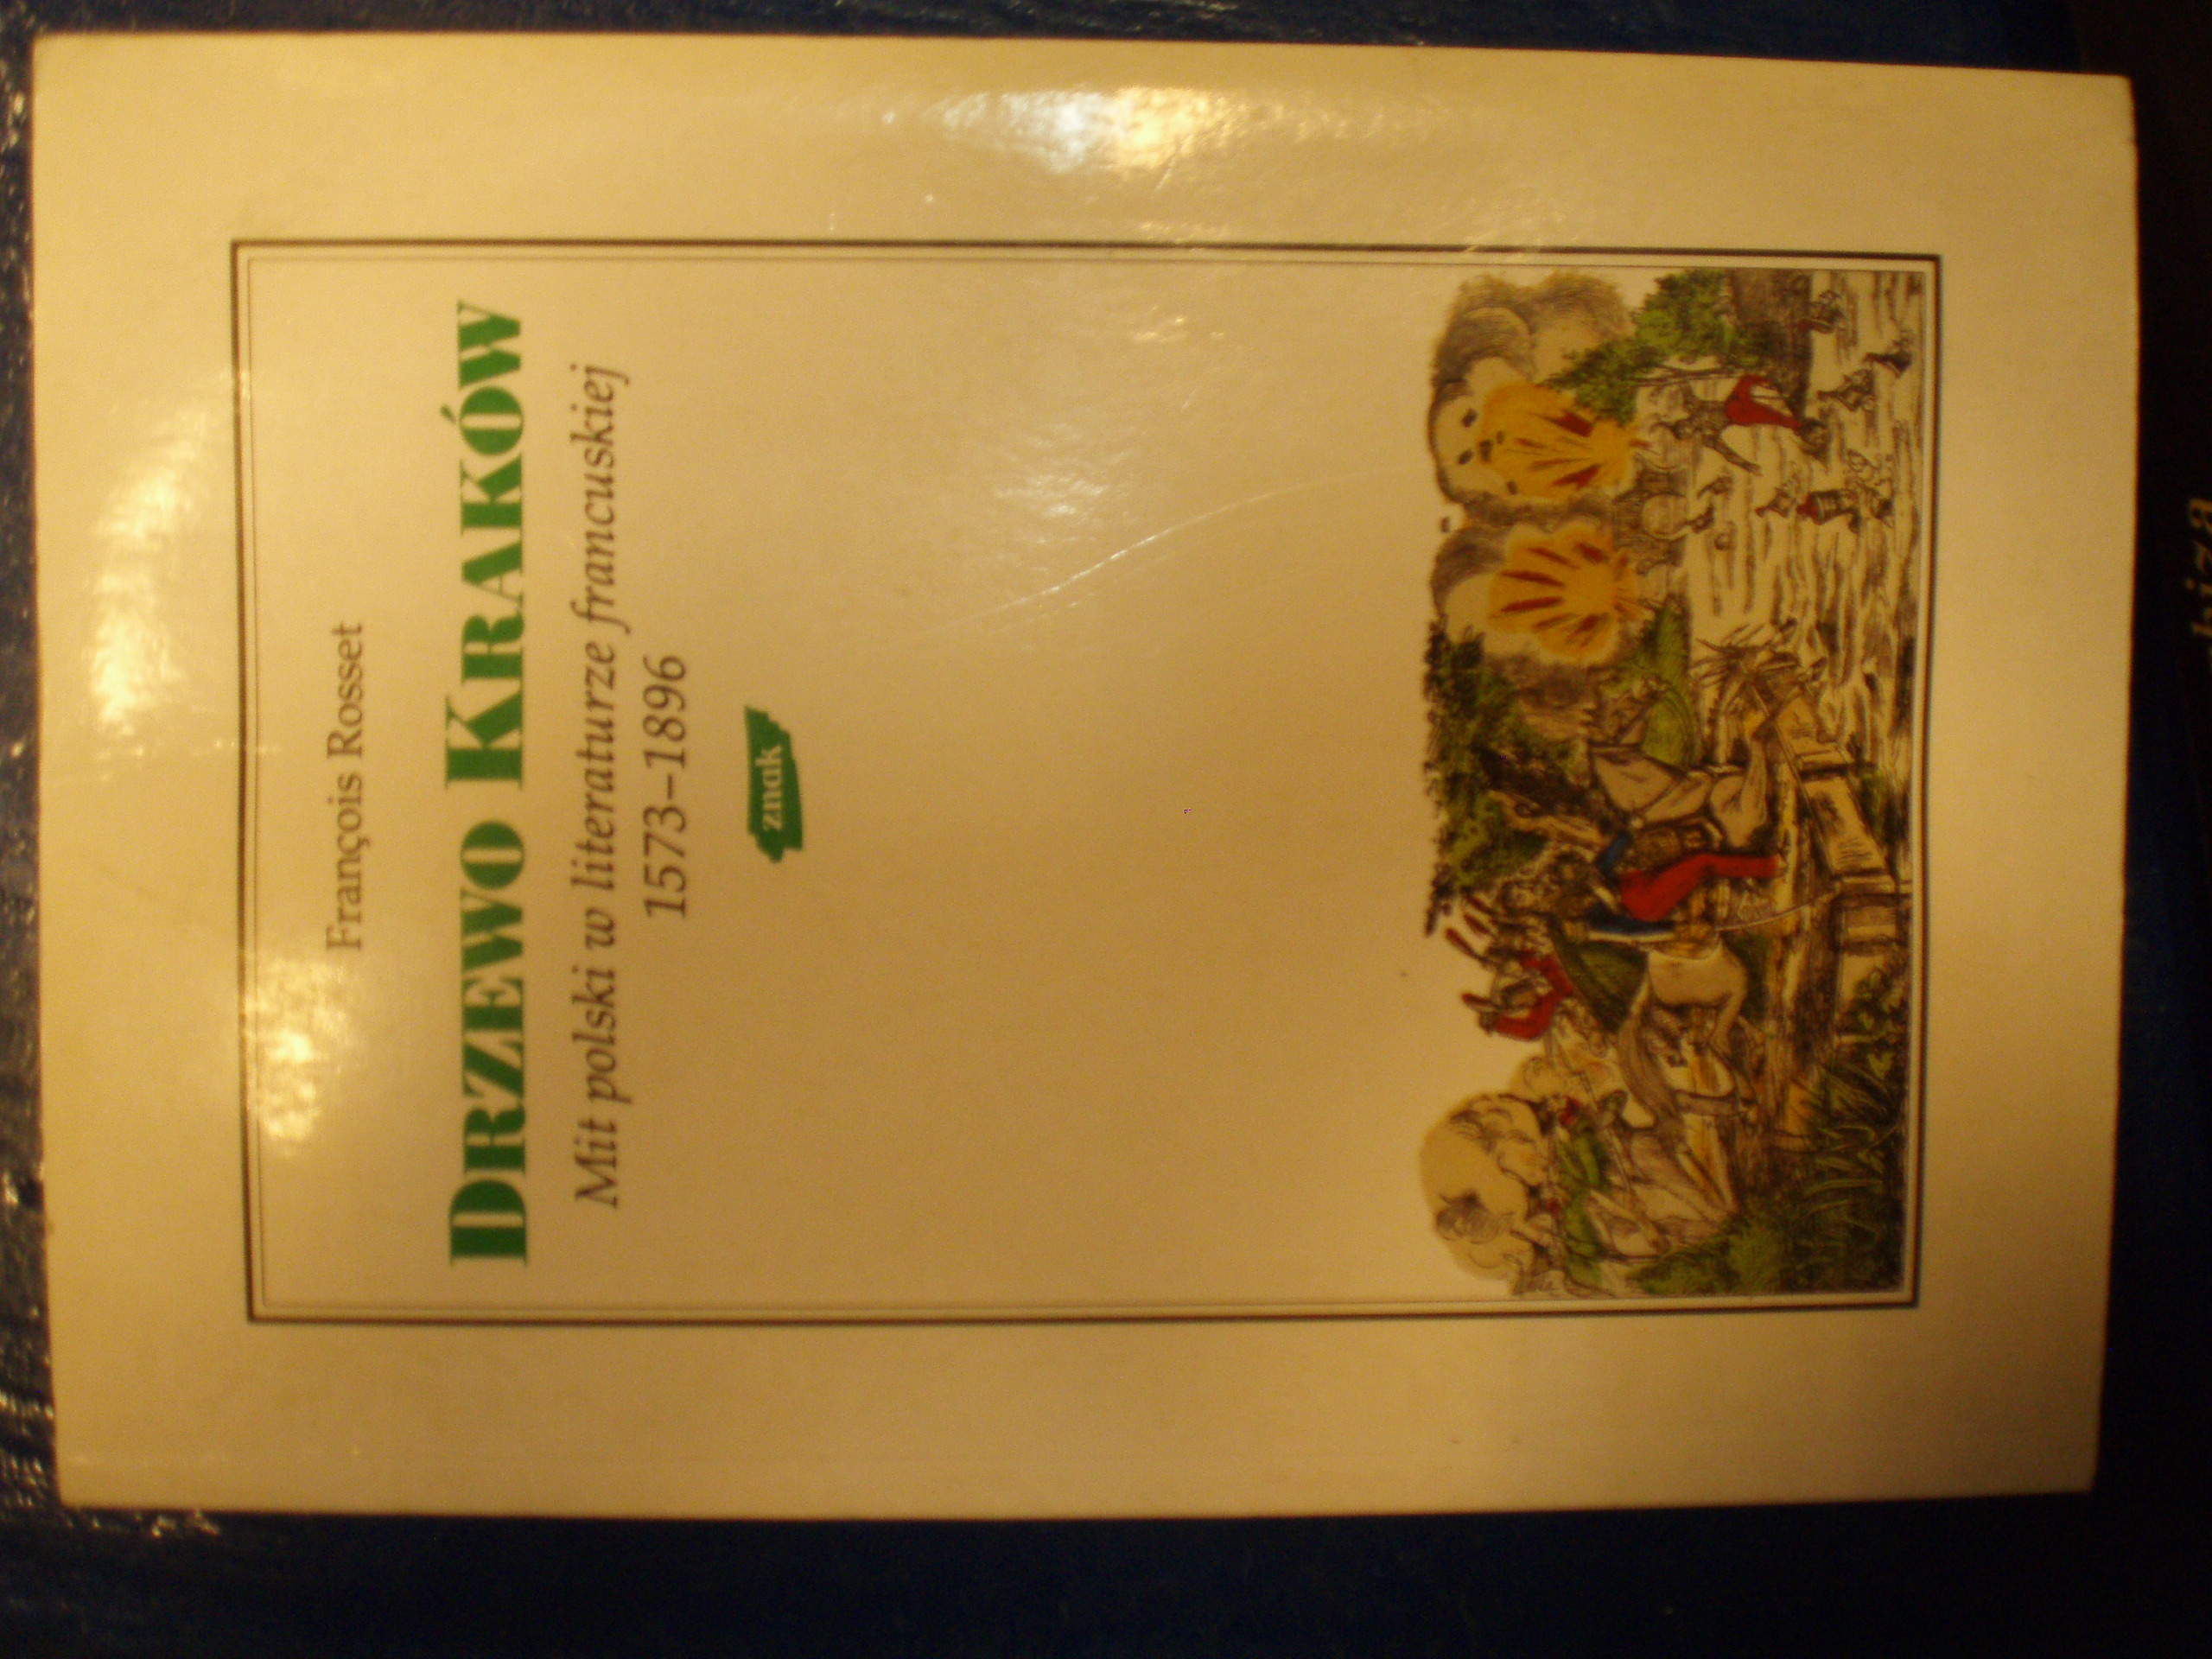 François Rosset
DRZEWO KRAKÓW
Mit polski w literaturze francuskiej
1573–1896
znak